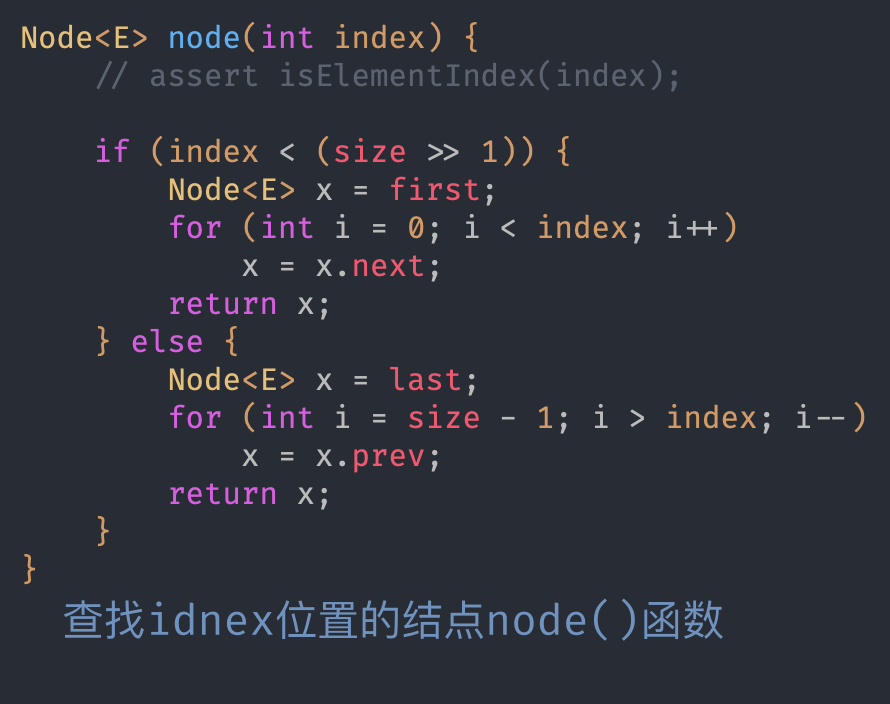 Node<E> node(int index) {
    // assert isElementIndex(index);
    if (index < (size >> 1)) {
        Node<E> x = first;
        for (int i = 0; i < index; i++)
            x = x.next;
        return x;
    } else {
        Node<E> x = last;
        for (int i = size - 1; i > index; i--)
            x = x.prev;
        return x;
    }
}
查找idnex位置的结点node()函数